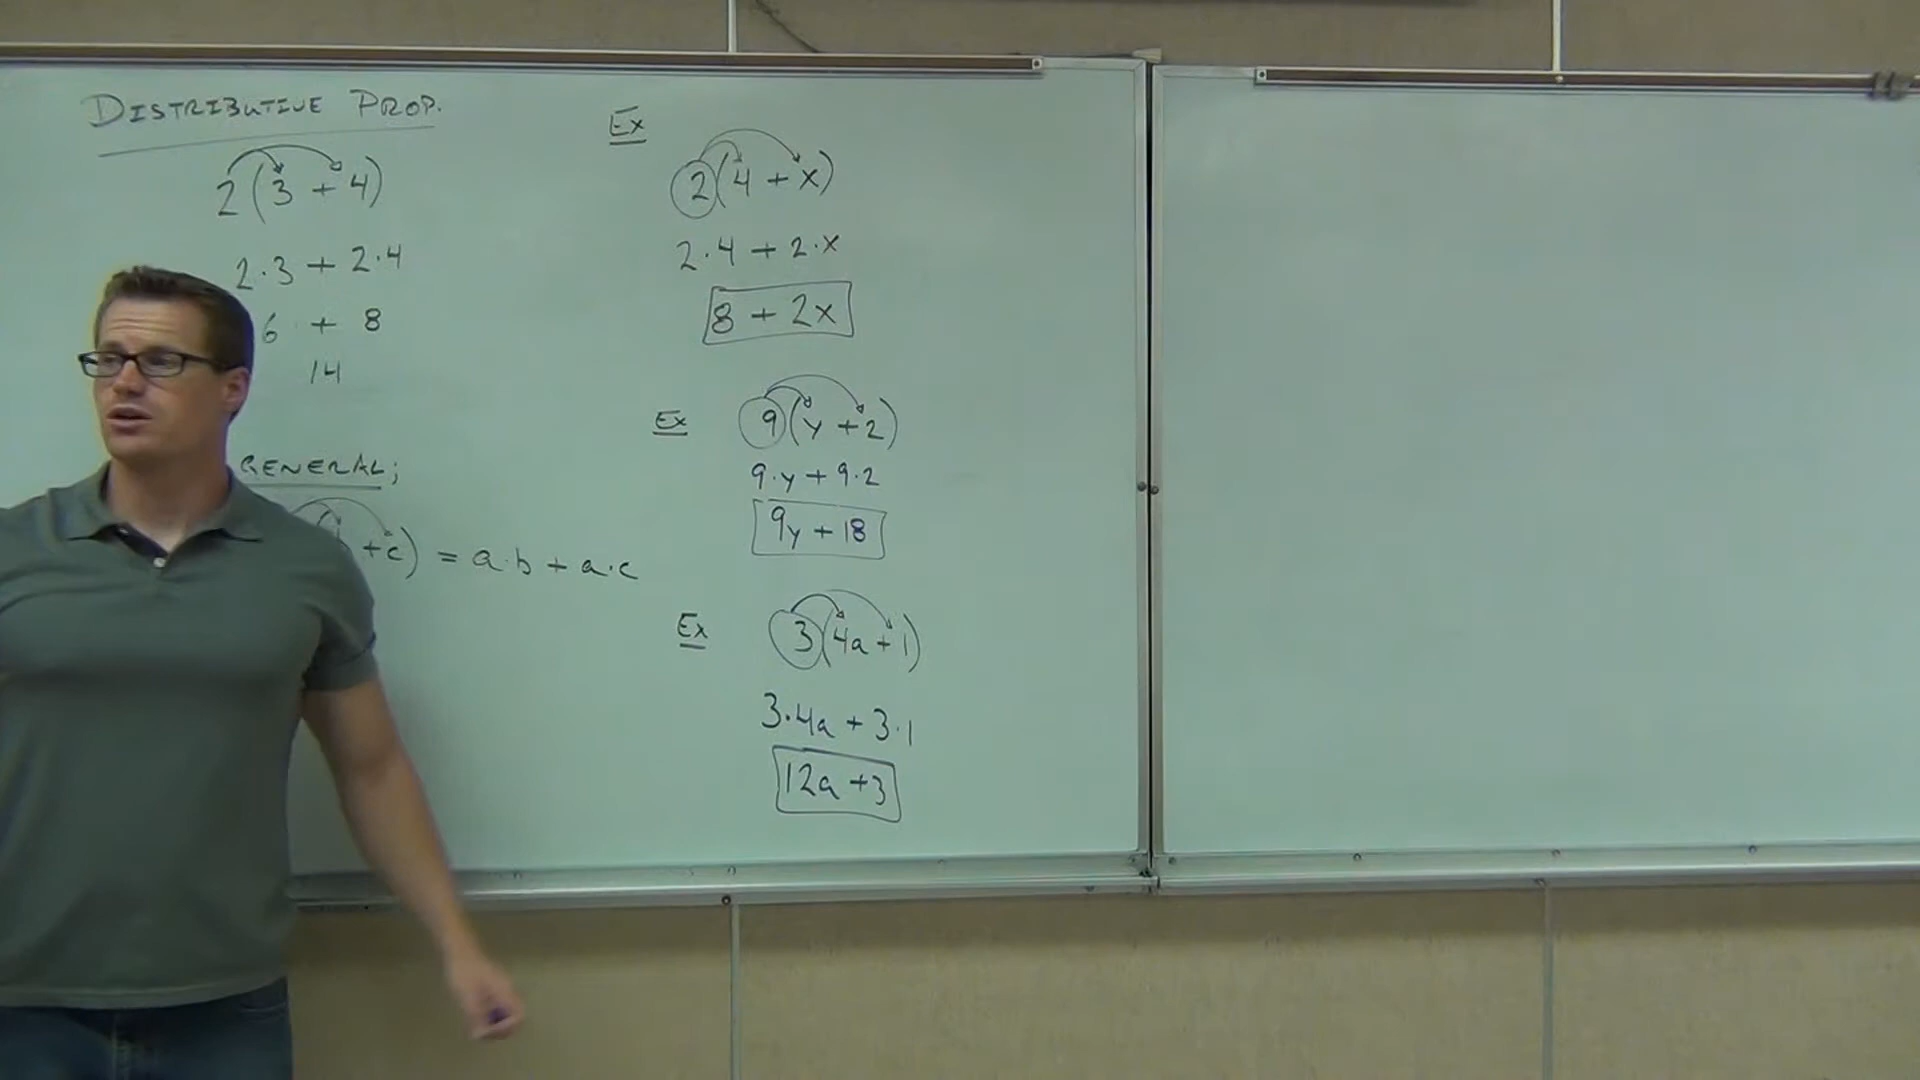 DISTRIBUTIVE PROP.
2(3 + 4)
2·3 + 2·4
6 + 8
14
GENERAL;
+c) = a·b + a·c
Ex
2(4 + x)
2·4 + 2·x
8 + 2x
Ex 9(y + 2)
9·y + 9·2
9y + 18
Ex 3(4a + 1)
3·4a + 3·1
12a + 3